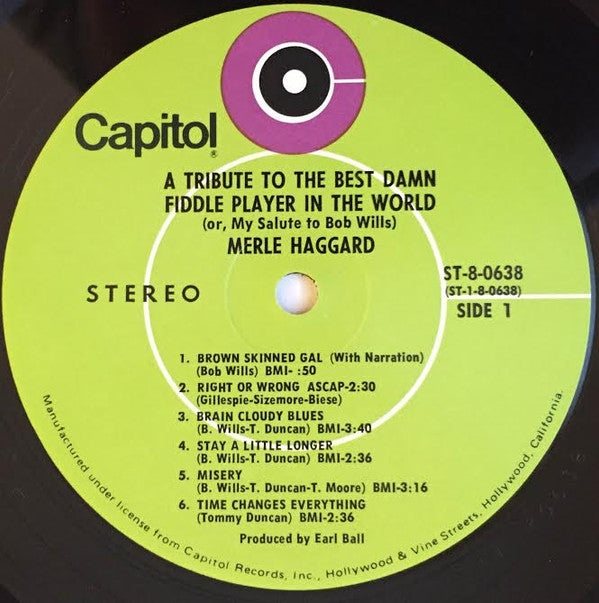 Capitol®
A TRIBUTE TO THE BEST DAMN
FIDDLE PLAYER IN THE WORLD
(or, My Salute to Bob Wills)
MERLE HAGGARD
STEREO
ST-8-0638
(ST-1-8-0638)
SIDE 1
1. BROWN SKINNED GAL (With Narration)
(Bob Wills) BMI- :50
2. RIGHT OR WRONG ASCAP-2:30
(Gillespie-Sizemore-Biese)
3. BRAIN CLOUDY BLUES
(B. Wills-T. Duncan) BMI-3:40
4. STAY A LITTLE LONGER
(B. Wills-T. Duncan) BMI-2:36
5. MISERY
(B. Wills-T. Duncan-T. Moore) BMI-3:16
6. TIME CHANGES EVERYTHING
(Tommy Duncan) BMI-2:36
Produced by Earl Ball
Manufactured under license from Capitol Records, Inc., Hollywood & Vine Streets, Hollywood, California.